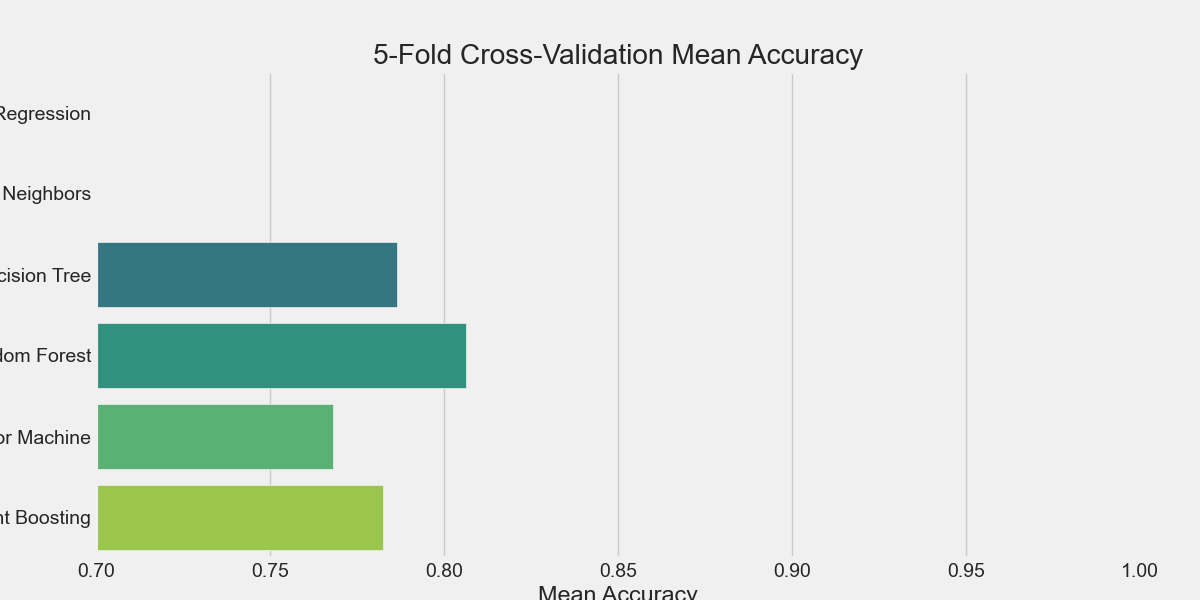 5-Fold Cross-Validation Mean Accuracy
Regression
Neighbors
cision Tree
dom Forest
or Machine
nt Boosting
0.70 0.75 0.80 0.85 0.90 0.95 1.00
Mean Accuracy